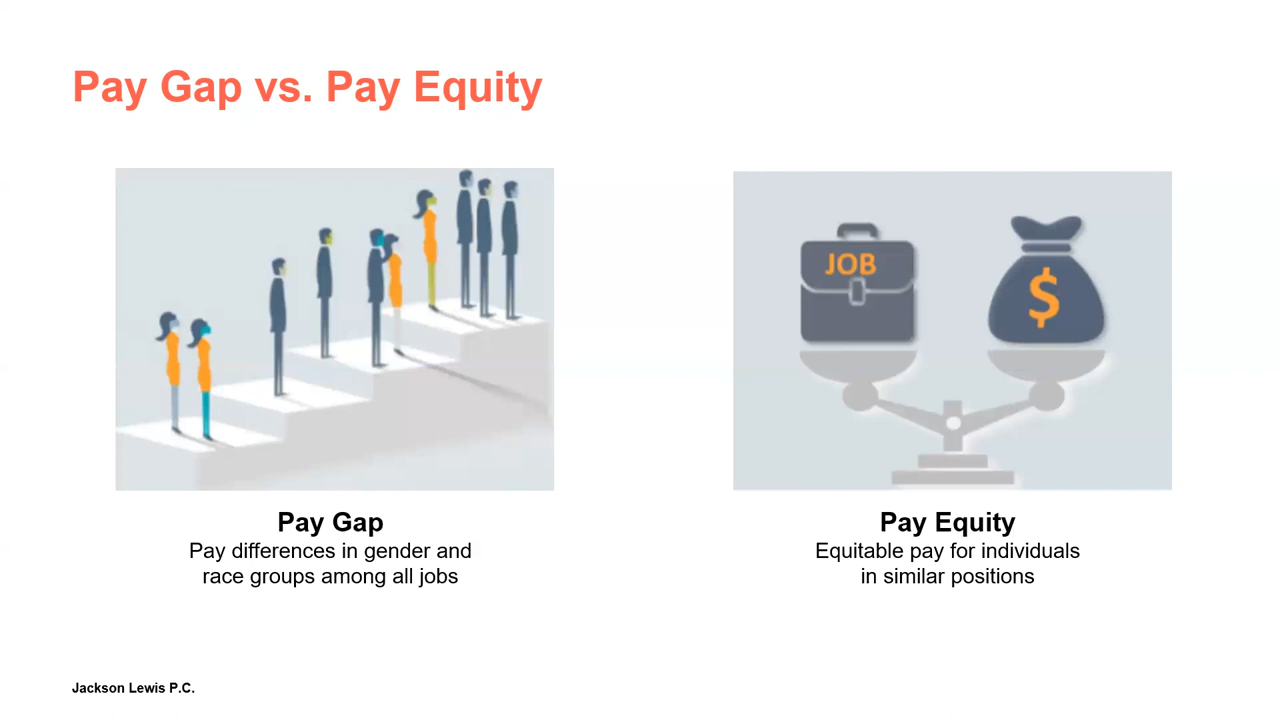 Pay Gap vs. Pay Equity
JOB
$
Pay Gap
Pay differences in gender and
race groups among all jobs
Pay Equity
Equitable pay for individuals
in similar positions
Jackson Lewis P.C.